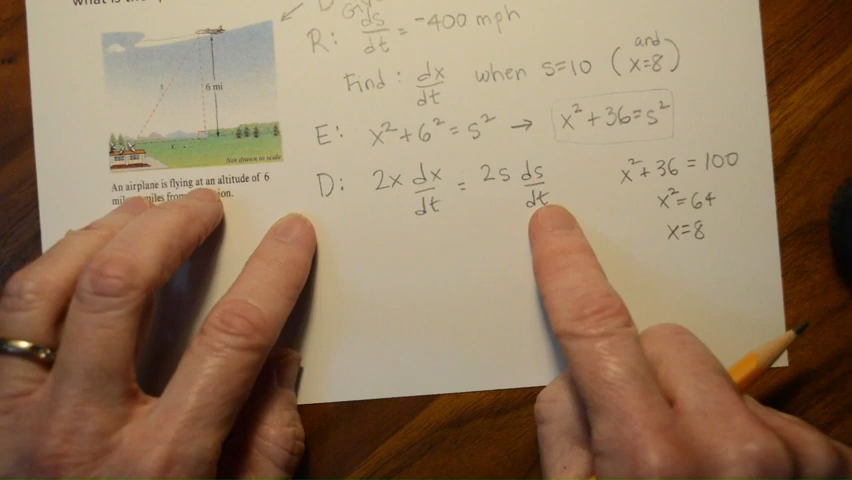 what is the
R: ds/dt = -400 mph
Find: dx/dt when s=10 (and x=8)
E: x²+6²=s² → x²+36=s²
D: 2x dx/dt = 2s ds/dt
x²+36=100
x²=64
x=8
s
6 mi
Not drawn to scale
An airplane is flying at an altitude of 6
miles from